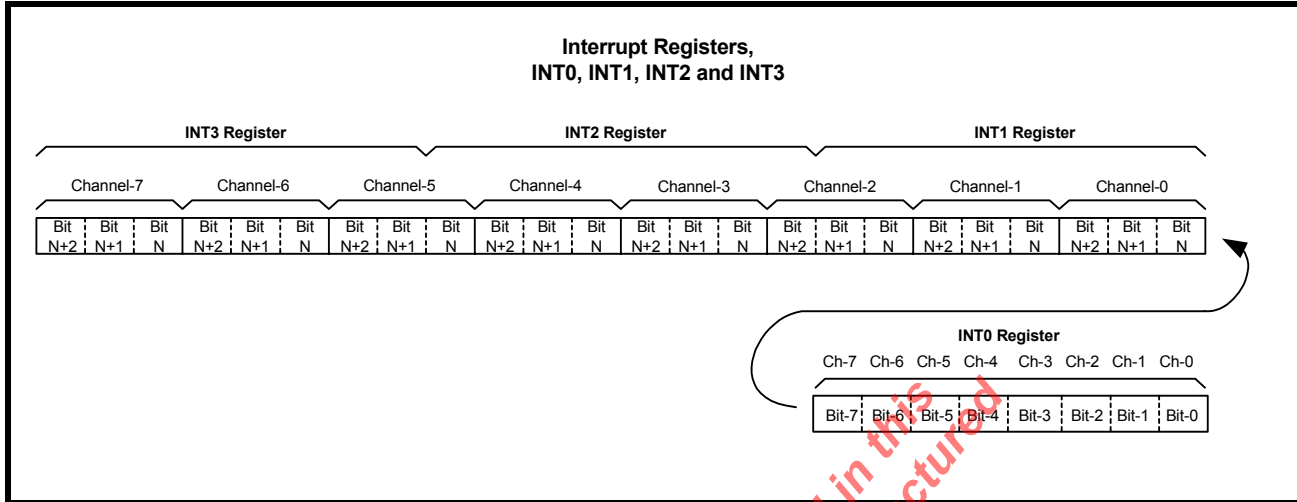 Interrupt Registers,
INT0, INT1, INT2 and INT3
INT3 Register INT2 Register INT1 Register
Channel-7 Channel-6 Channel-5 Channel-4 Channel-3 Channel-2 Channel-1 Channel-0
Bit Bit Bit Bit Bit Bit Bit Bit Bit Bit Bit Bit Bit Bit Bit Bit Bit Bit Bit Bit Bit Bit Bit Bit
N+2 N+1 N N+2 N+1 N N+2 N+1 N N+2 N+1 N N+2 N+1 N N+2 N+1 N N+2 N+1 N N+2 N+1 N
INT0 Register
Ch-7 Ch-6 Ch-5 Ch-4 Ch-3 Ch-2 Ch-1 Ch-0
Bit-7 Bit-6 Bit-5 Bit-4 Bit-3 Bit-2 Bit-1 Bit-0
in this